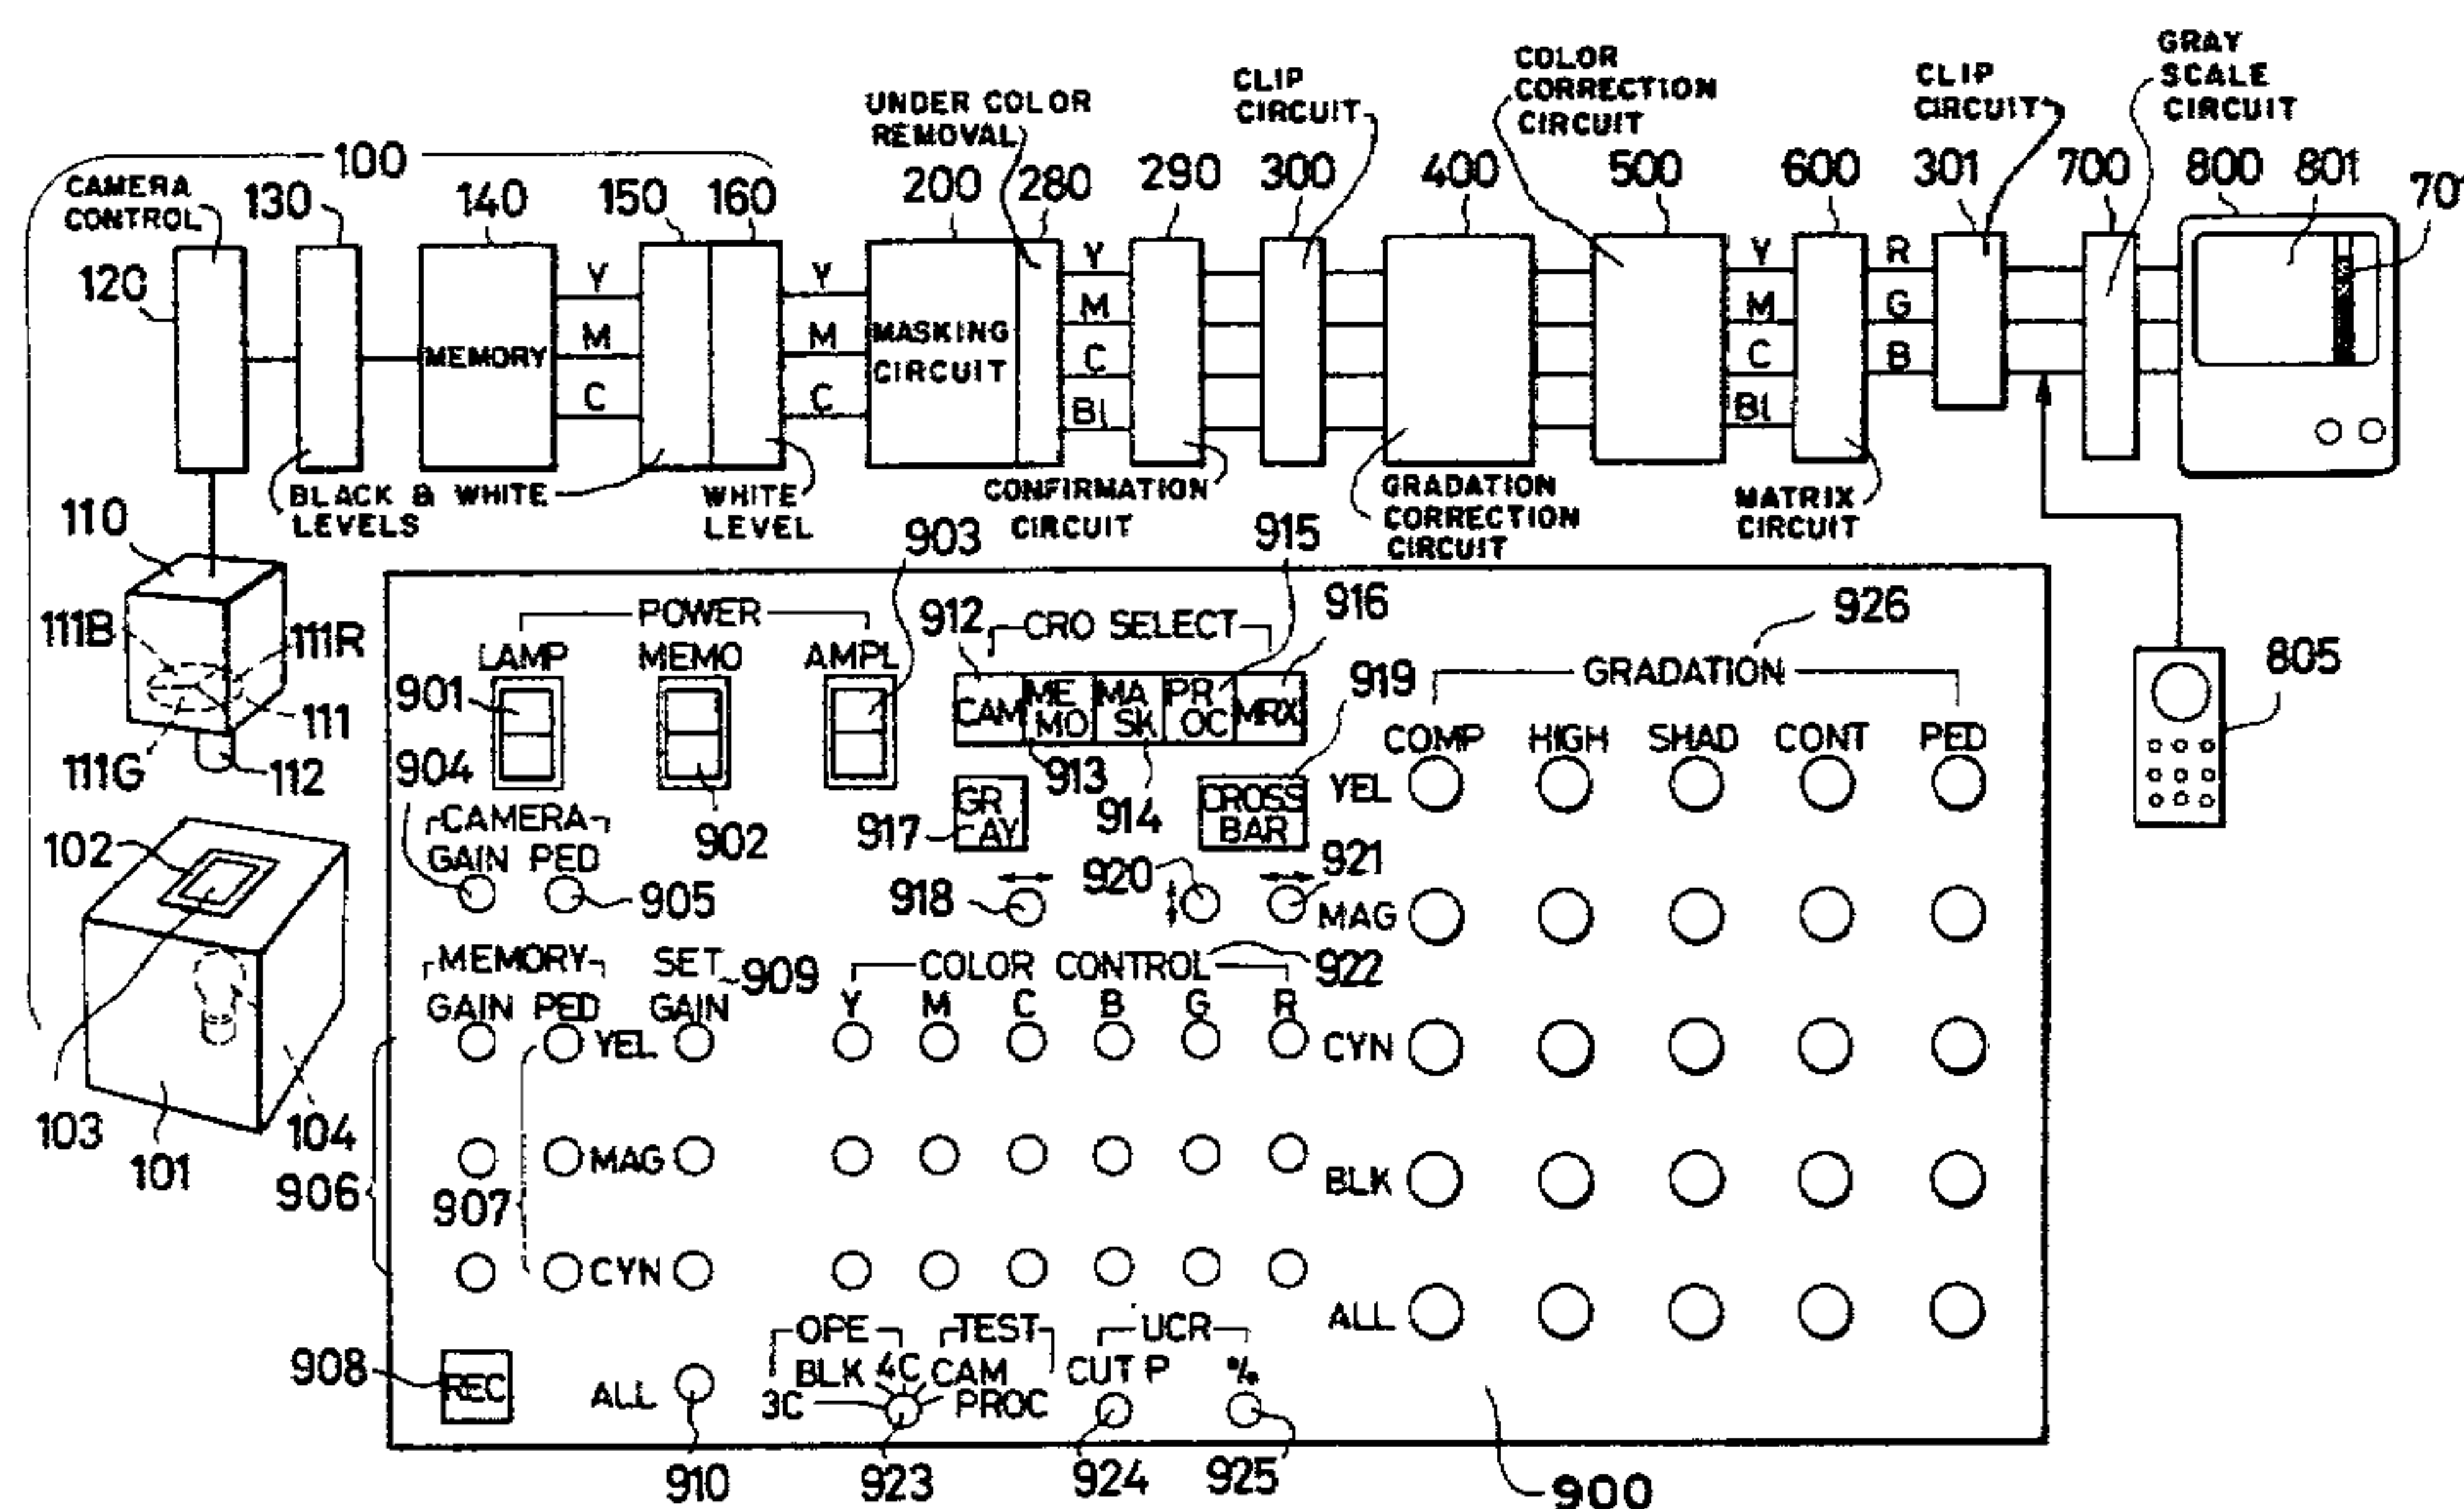 GRAY
SCALE
CIRCUIT
COLOR
CORRECTION
CIRCUIT
CLIP
CIRCUIT
CLIP
CIRCUIT
UNDER COLOR
REMOVAL
100
CAMERA
CONTROL
130 140 150 160 200 280 290 300 400 500 600 301 700 800 801 701
120
Y Y Y Y R
M M M M G
C C C C B
Bl Bl
MEMORY
MASKING
CIRCUIT
BLACK & WHITE
LEVELS
WHITE
LEVEL
CONFIRMATION
CIRCUIT
GRADATION
CORRECTION
CIRCUIT
MATRIX
CIRCUIT
110
111B
111R
111
111G
112
102
103
101
104
903
915
POWER
912
CRO SELECT
916
926
LAMP MEMO AMPL
GRADATION
805
901
CAM
ME
MO
MA
SK
PR
OC
MRX
919
COMP HIGH SHAD CONT PED
904
913
914
CAMERA
GAIN PED
902
917
GR
AY
CROSS
BAR
YEL
920
921
905
918
MAG
MEMORY
GAIN PED
SET
GAIN
909
COLOR CONTROL
922
Y M C B G R
YEL
CYN
906
907
MAG
BLK
CYN
OPE
TEST
UCR
ALL
908
REC
ALL
BLK 4C CAM
3C PROC
CUT P
%
910
923
924
925
900